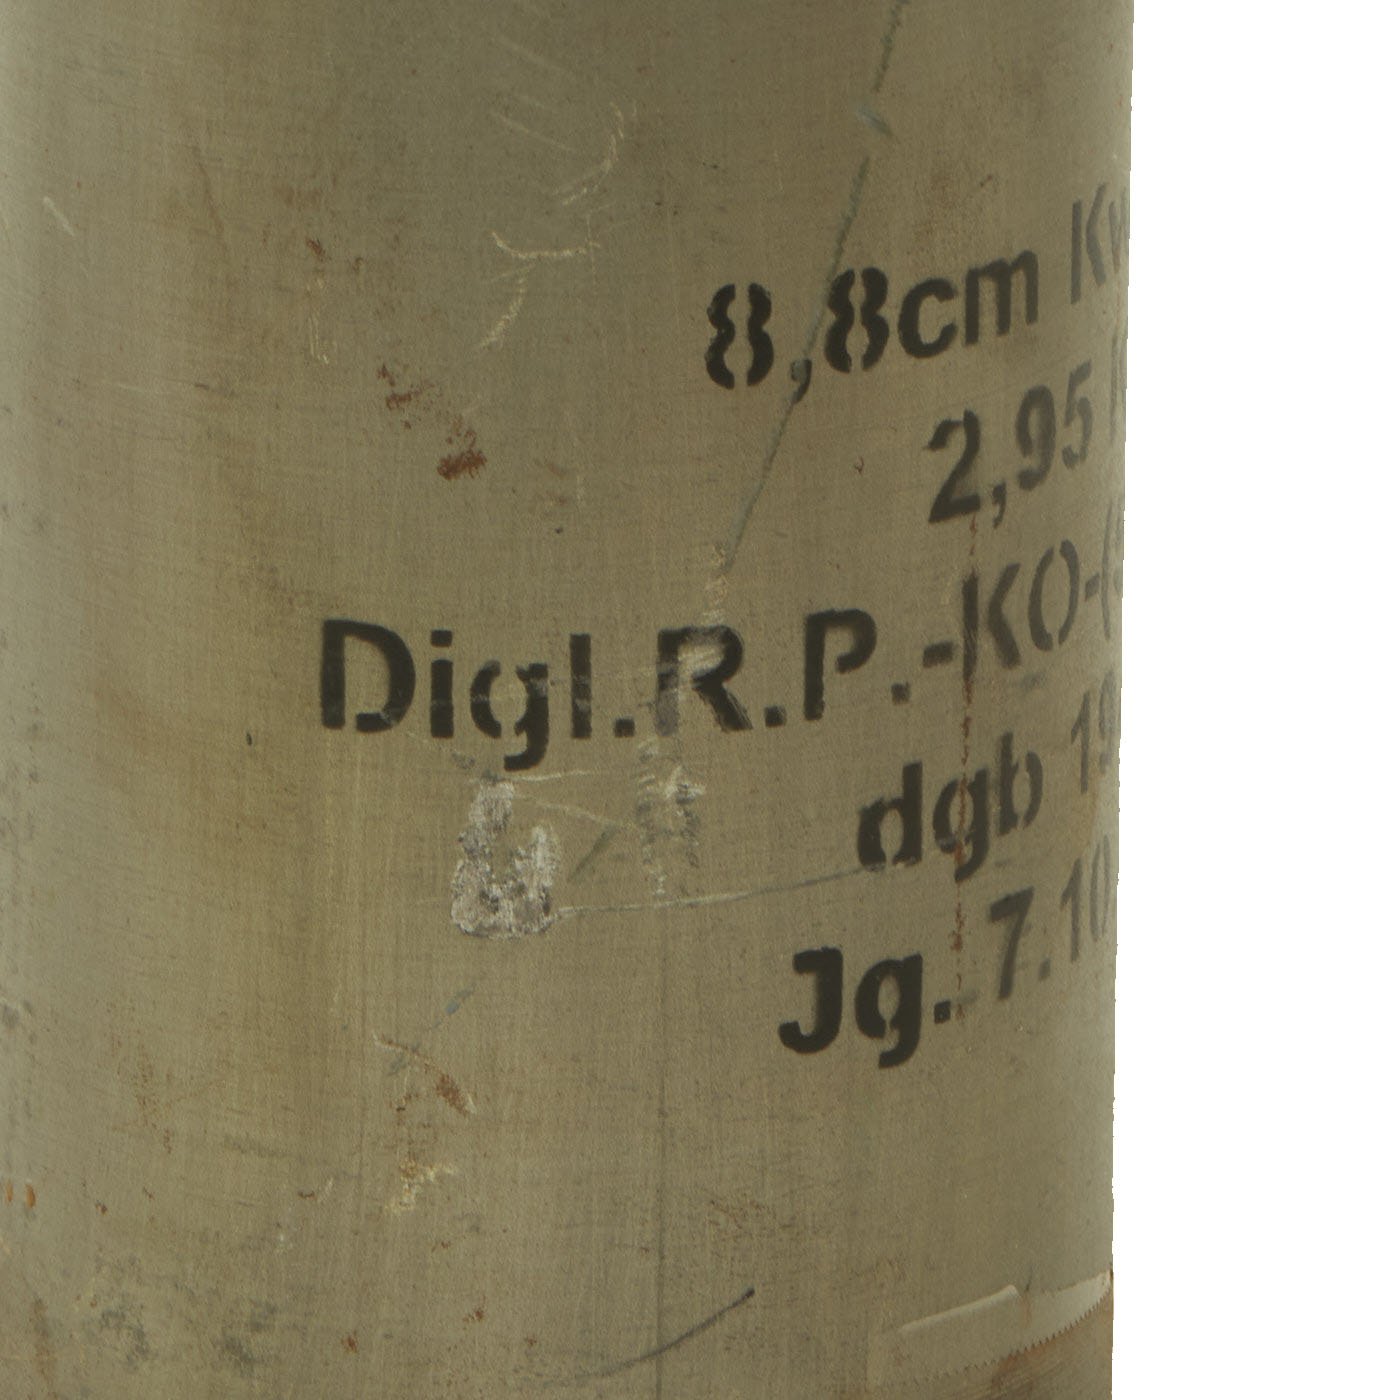 8,8cm Kw
2,95
Digl.R.P.-KO-(
dgb 19
Jg. 7.10